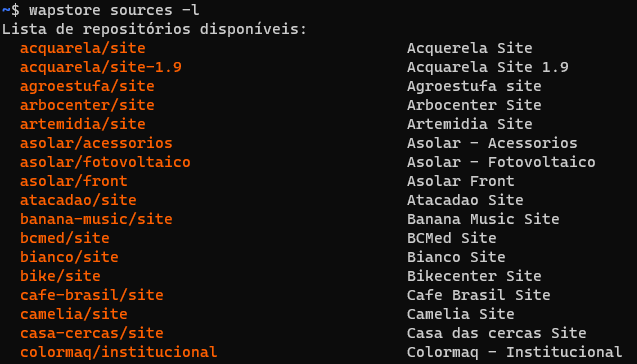 ~$ wapstore sources -l
Lista de repositórios disponíveis:
acquarela/site Acquerela Site
acquarela/site-1.9 Acquarela Site 1.9
agroestufa/site Agroestufa site
arbocenter/site Arbocenter Site
artemidia/site Artemidia Site
asolar/acessorios Asolar - Acessorios
asolar/fotovoltaico Asolar - Fotovoltaico
asolar/front Asolar Front
atacadao/site Atacadao Site
banana-music/site Banana Music Site
bcmed/site BCMed Site
bianco/site Bianco Site
bike/site Bikecenter Site
cafe-brasil/site Cafe Brasil Site
camelia/site Camelia Site
casa-cercas/site Casa das cercas Site
colormaq/institucional Colormaq - Institucional